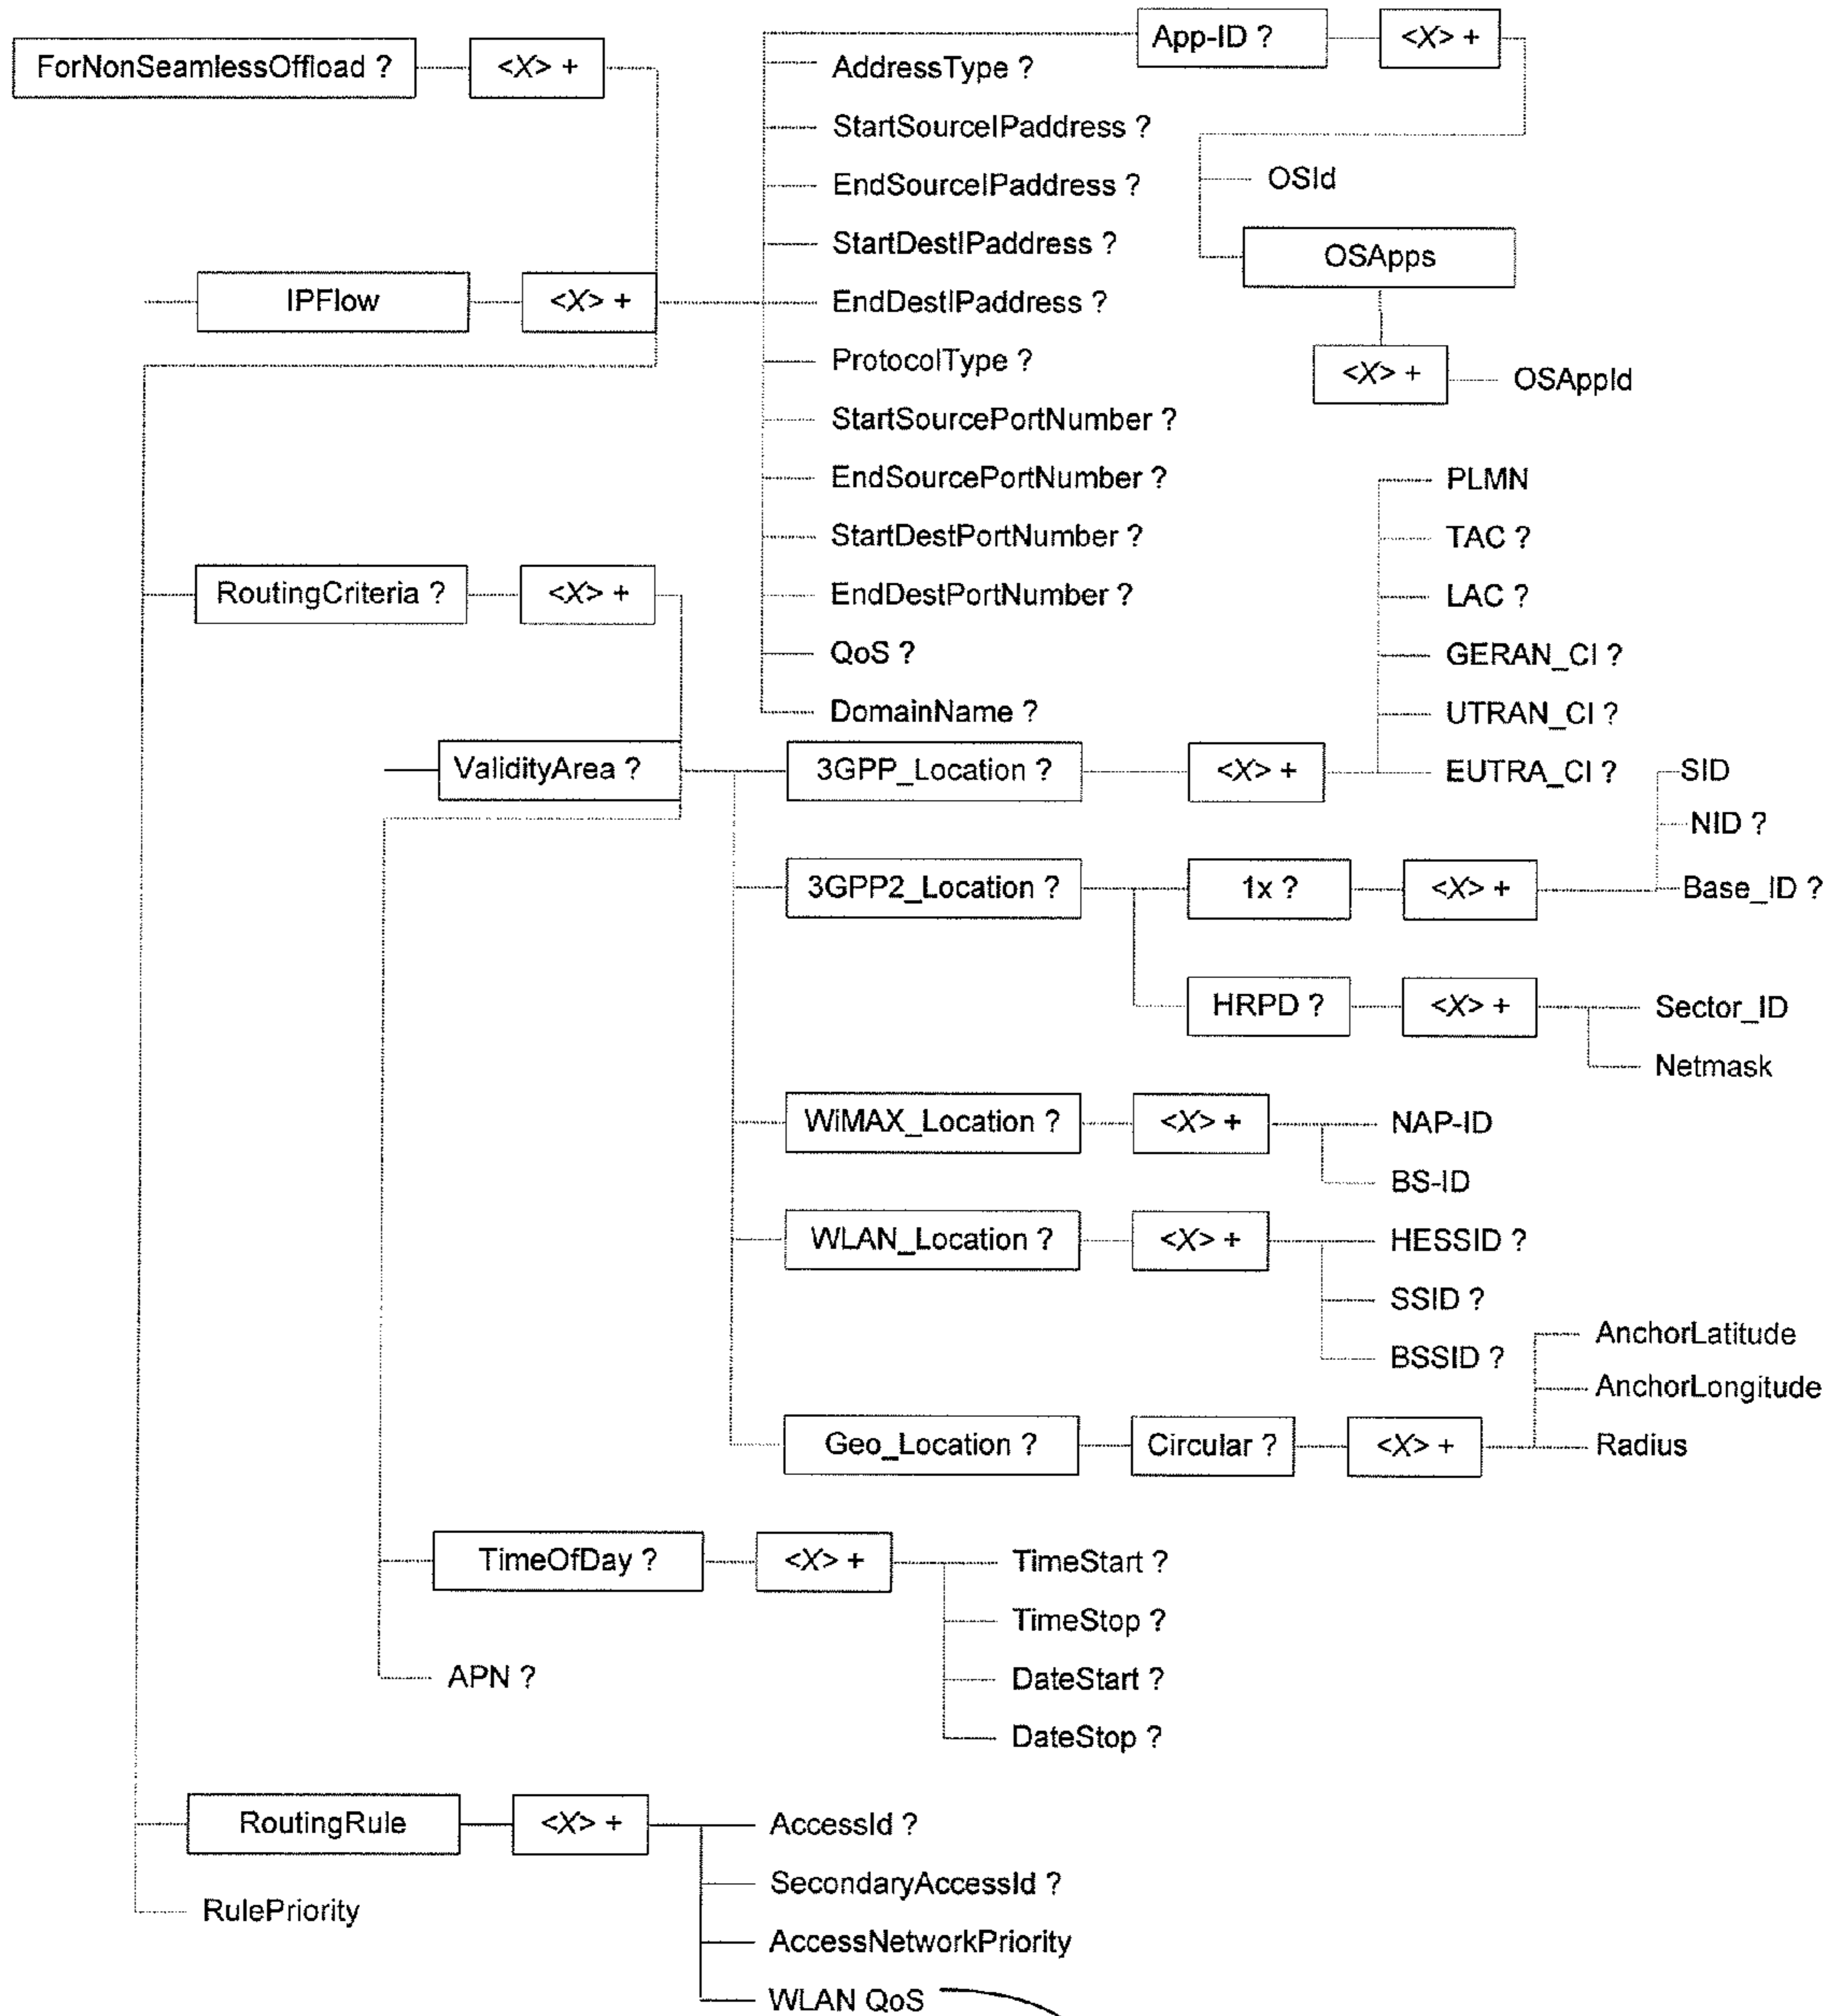 App-ID ? <X> +
ForNonSeamlessOffload ? <X> +
AddressType ?
StartSourceIPaddress ?
EndSourceIPaddress ?
OSId
StartDestIPaddress ?
OSApps
IPFlow <X> +
EndDestIPaddress ?
ProtocolType ?
<X> + OSAppId
StartSourcePortNumber ?
EndSourcePortNumber ?
PLMN
StartDestPortNumber ?
TAC ?
RoutingCriteria ? <X> +
EndDestPortNumber ?
LAC ?
QoS ?
GERAN_CI ?
DomainName ?
UTRAN_CI ?
ValidityArea ? 3GPP_Location ? <X> + EUTRA_CI ?
SID
NID ?
3GPP2_Location ? 1x ? <X> + Base_ID ?
HRPD ? <X> + Sector_ID
Netmask
WiMAX_Location ? <X> + NAP-ID
BS-ID
WLAN_Location ? <X> + HESSID ?
SSID ?
BSSID ?
AnchorLatitude
AnchorLongitude
Geo_Location ? Circular ? <X> + Radius
TimeOfDay ? <X> + TimeStart ?
TimeStop ?
APN ?
DateStart ?
DateStop ?
RoutingRule <X> + AccessId ?
SecondaryAccessId ?
RulePriority
AccessNetworkPriority
WLAN QoS